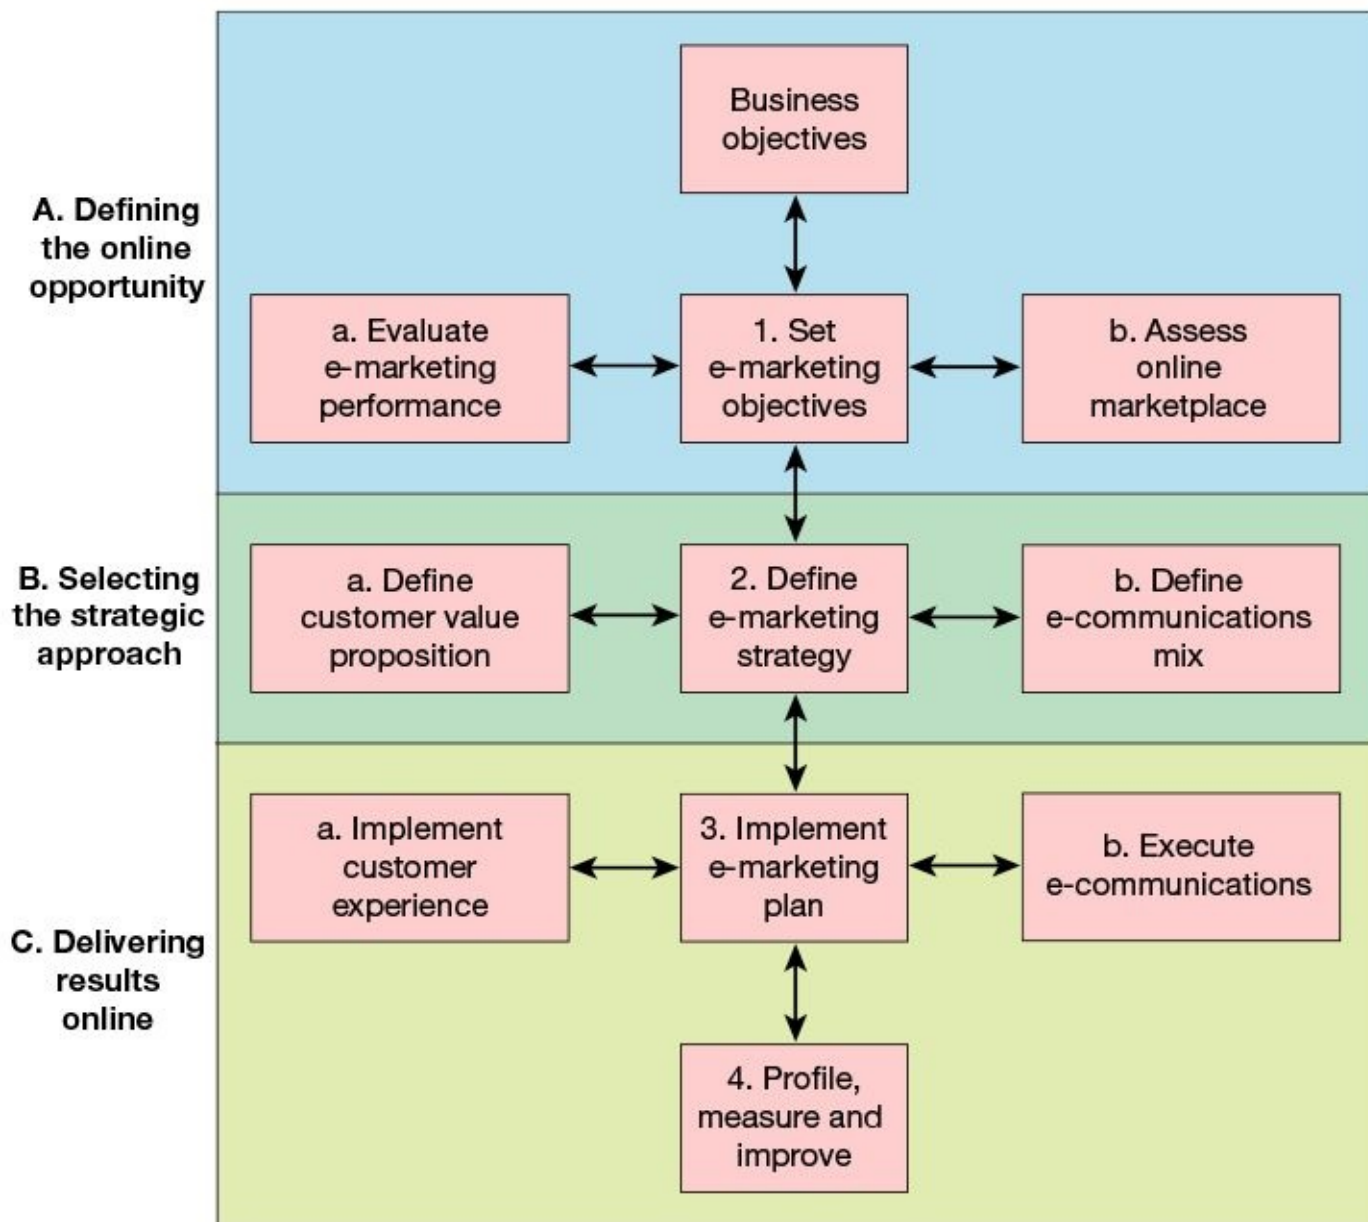 Business
objectives
A. Defining
the online
opportunity
a. Evaluate
e-marketing
performance
1. Set
e-marketing
objectives
b. Assess
online
marketplace
B. Selecting
the strategic
approach
a. Define
customer value
proposition
2. Define
e-marketing
strategy
b. Define
e-communications
mix
C. Delivering
results
online
a. Implement
customer
experience
3. Implement
e-marketing
plan
b. Execute
e-communications
4. Profile,
measure and
improve